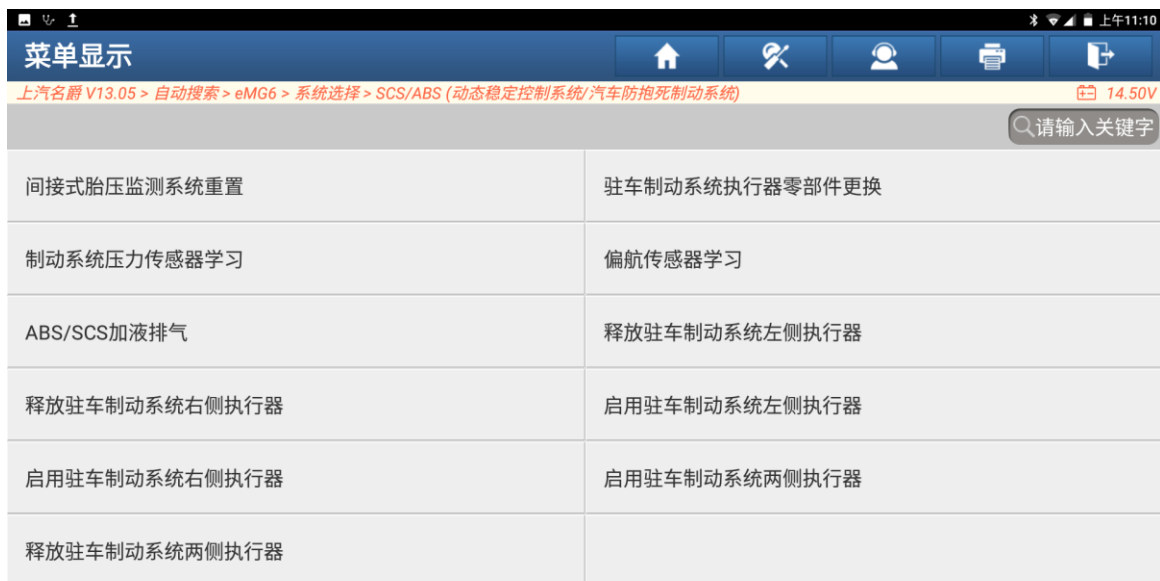 上午11:10
菜单显示
上汽名爵 V13.05 > 自动搜索 > eMG6 > 系统选择 > SCS/ABS (动态稳定控制系统/汽车防抱死制动系统) 14.50V
请输入关键字
间接式胎压监测系统重置 驻车制动系统执行器零部件更换
制动系统压力传感器学习 偏航传感器学习
ABS/SCS加液排气 释放驻车制动系统左侧执行器
释放驻车制动系统右侧执行器 启用驻车制动系统左侧执行器
启用驻车制动系统右侧执行器 启用驻车制动系统两侧执行器
释放驻车制动系统两侧执行器